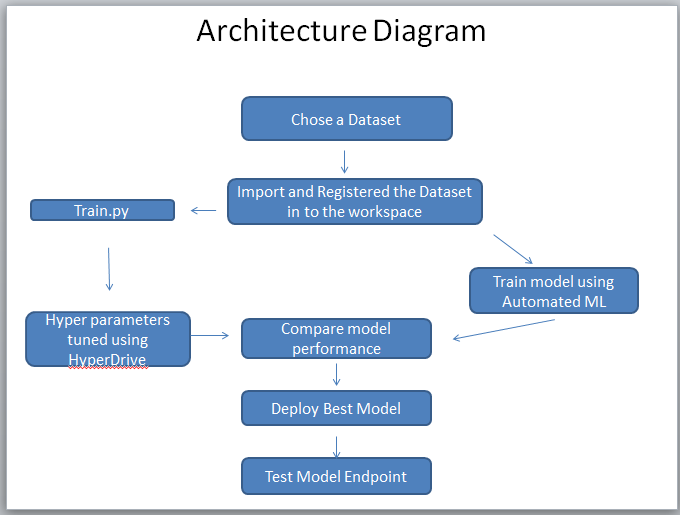 Architecture Diagram
Chose a Dataset
Import and Registered the Dataset
in to the workspace
Train.py
Train model using
Automated ML
Hyper parameters
tuned using
HyperDrive
Compare model
performance
Deploy Best Model
Test Model Endpoint